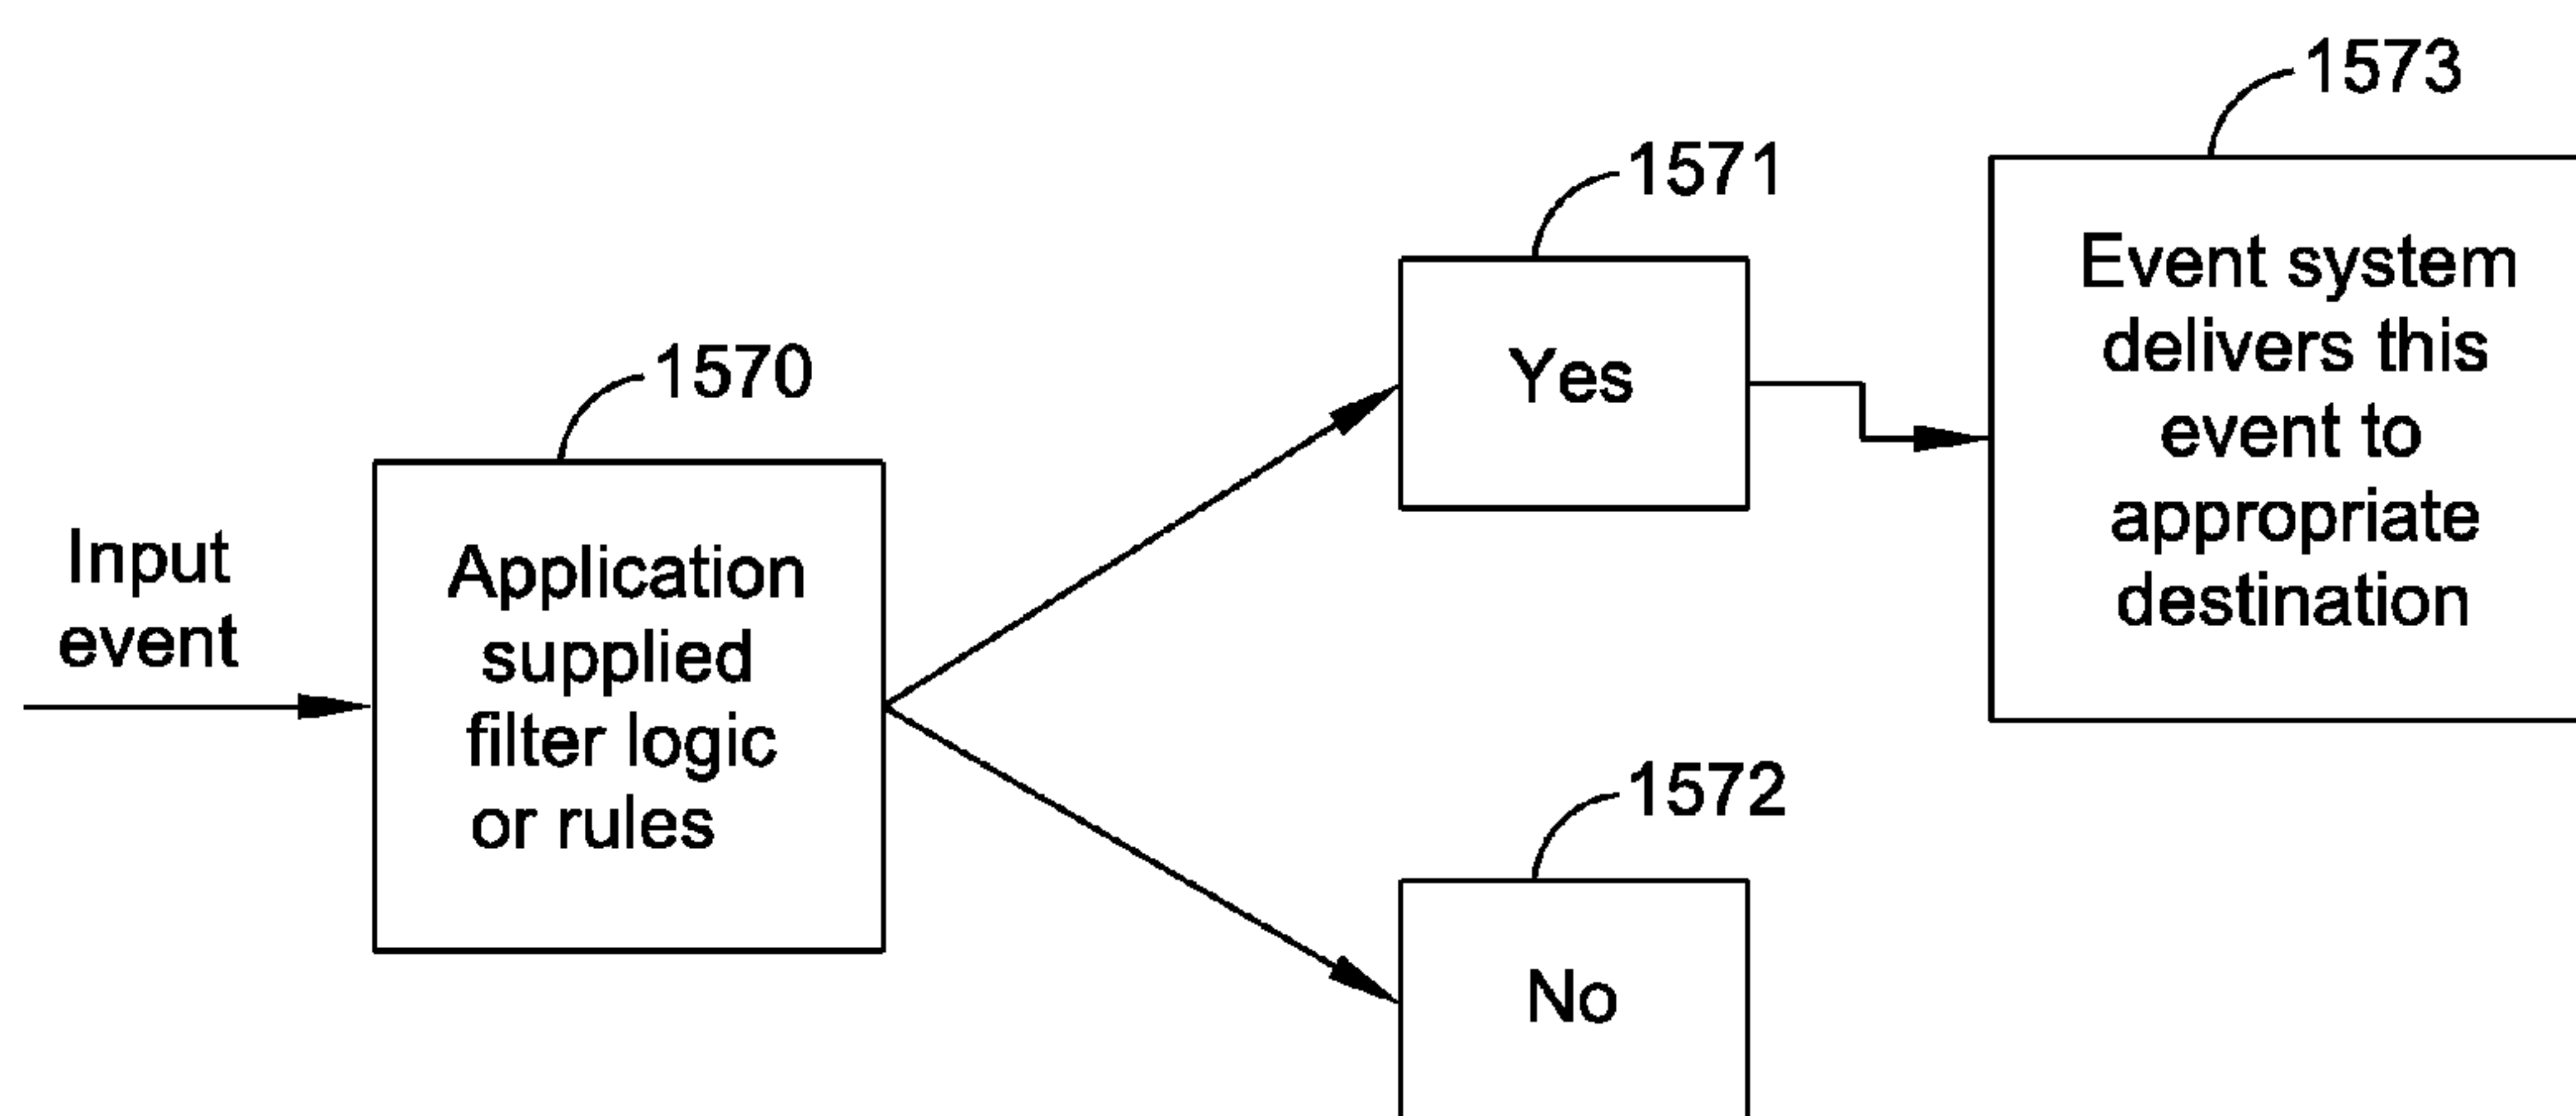 Input
event
1570
Application
supplied
filter logic
or rules
1571
Yes
1573
Event system
delivers this
event to
appropriate
destination
1572
No